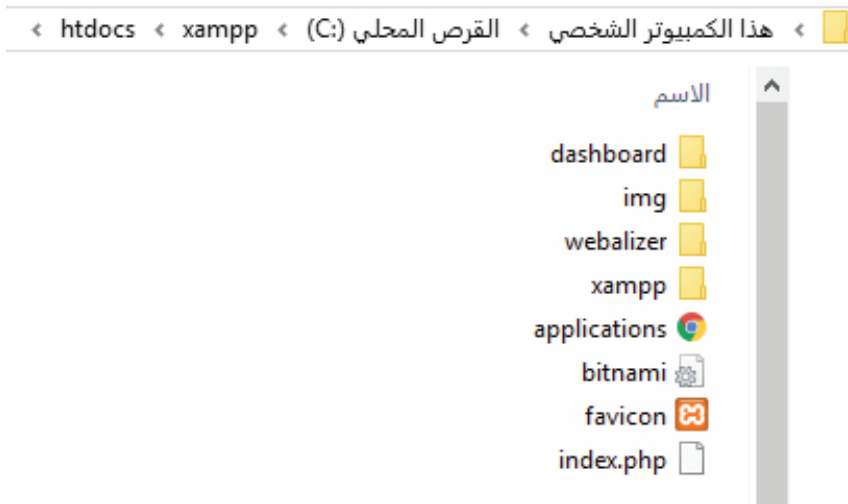 هذا الكمبيوتر الشخصي › القرص المحلي (C:) › xampp › htdocs ›
الاسم
dashboard
img
webalizer
xampp
applications
bitnami
favicon
index.php